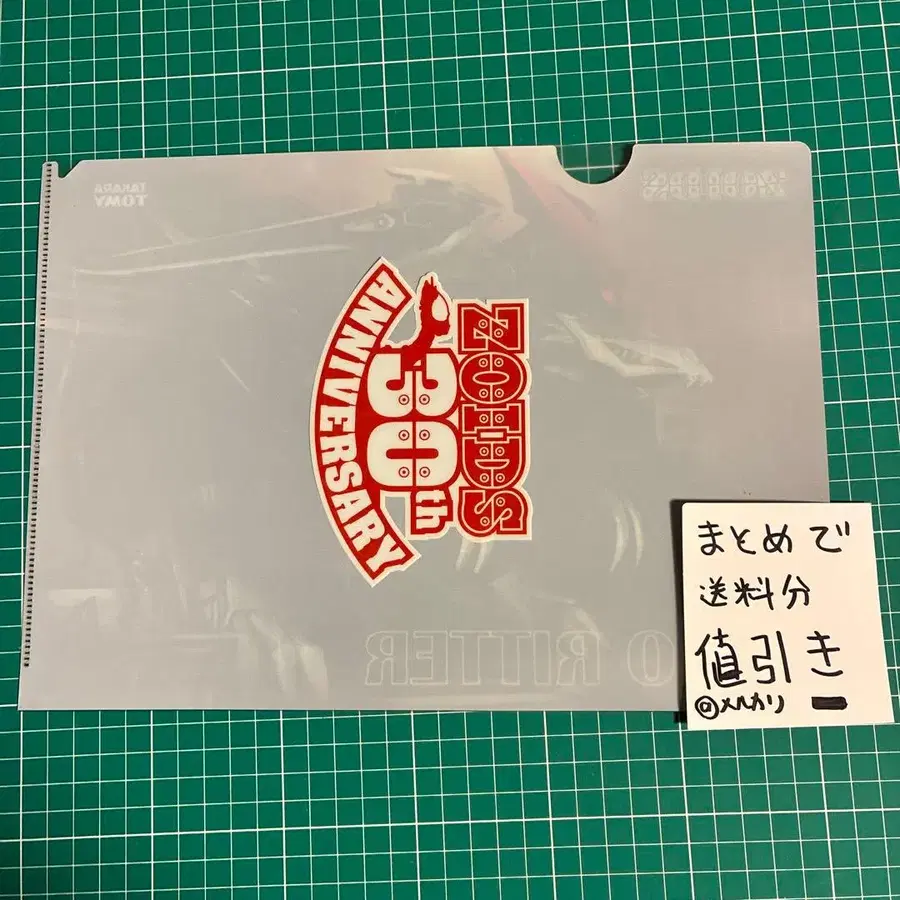 TAKARA
TOMY
ZOIDS
30th
ANNIVERSARY
O RITTER
まとめで
送料分
値引き
@メルカリ